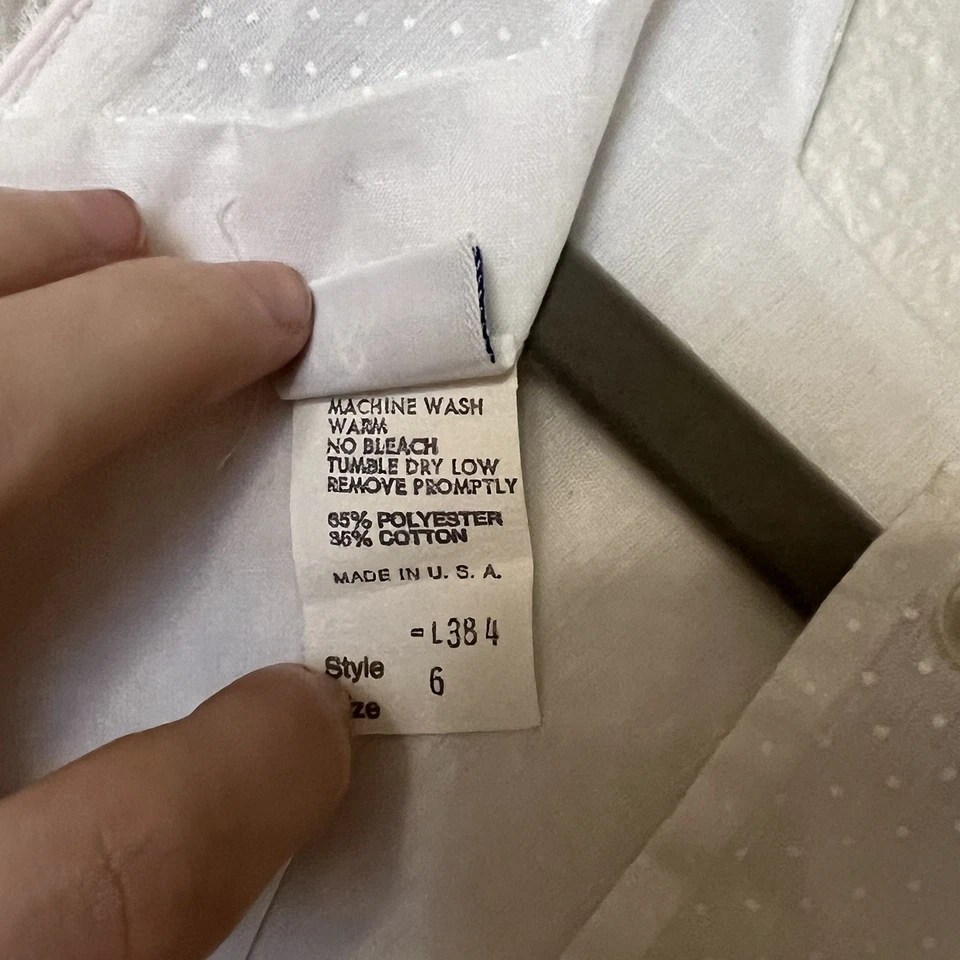 MACHINE WASH
WARM
NO BLEACH
TUMBLE DRY LOW
REMOVE PROMPTLY
65% POLYESTER
35% COTTON
MADE IN U. S. A.
-L384
Style
6
ze